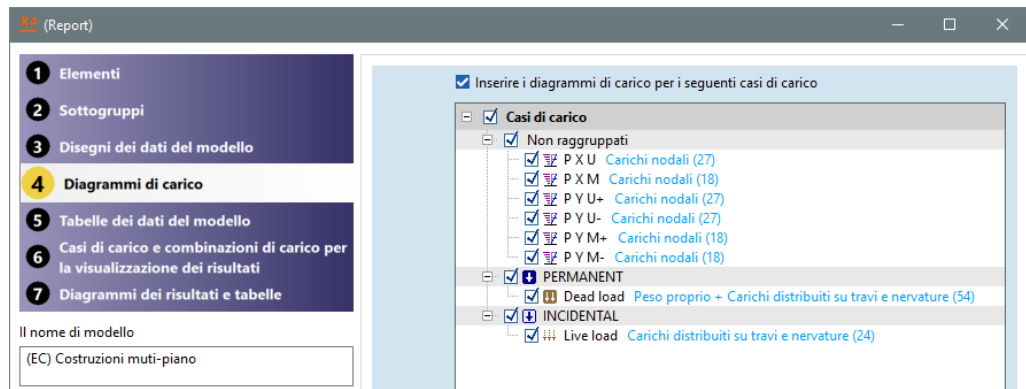 X4 (Report)
1 Elementi
2 Sottogruppi
3 Disegni dei dati del modello
4 Diagrammi di carico
5 Tabelle dei dati del modello
6 Casi di carico e combinazioni di carico per
la visualizzazione dei risultati
7 Diagrammi dei risultati e tabelle
Il nome di modello
(EC) Costruzioni muti-piano
Inserire i diagrammi di carico per i seguenti casi di carico
Casi di carico
Non raggruppati
P X U Carichi nodali (27)
P X M Carichi nodali (18)
P Y U+ Carichi nodali (27)
P Y U- Carichi nodali (27)
P Y M+ Carichi nodali (18)
P Y M- Carichi nodali (18)
PERMANENT
Dead load Peso proprio + Carichi distribuiti su travi e nervature (54)
INCIDENTAL
Live load Carichi distribuiti su travi e nervature (24)